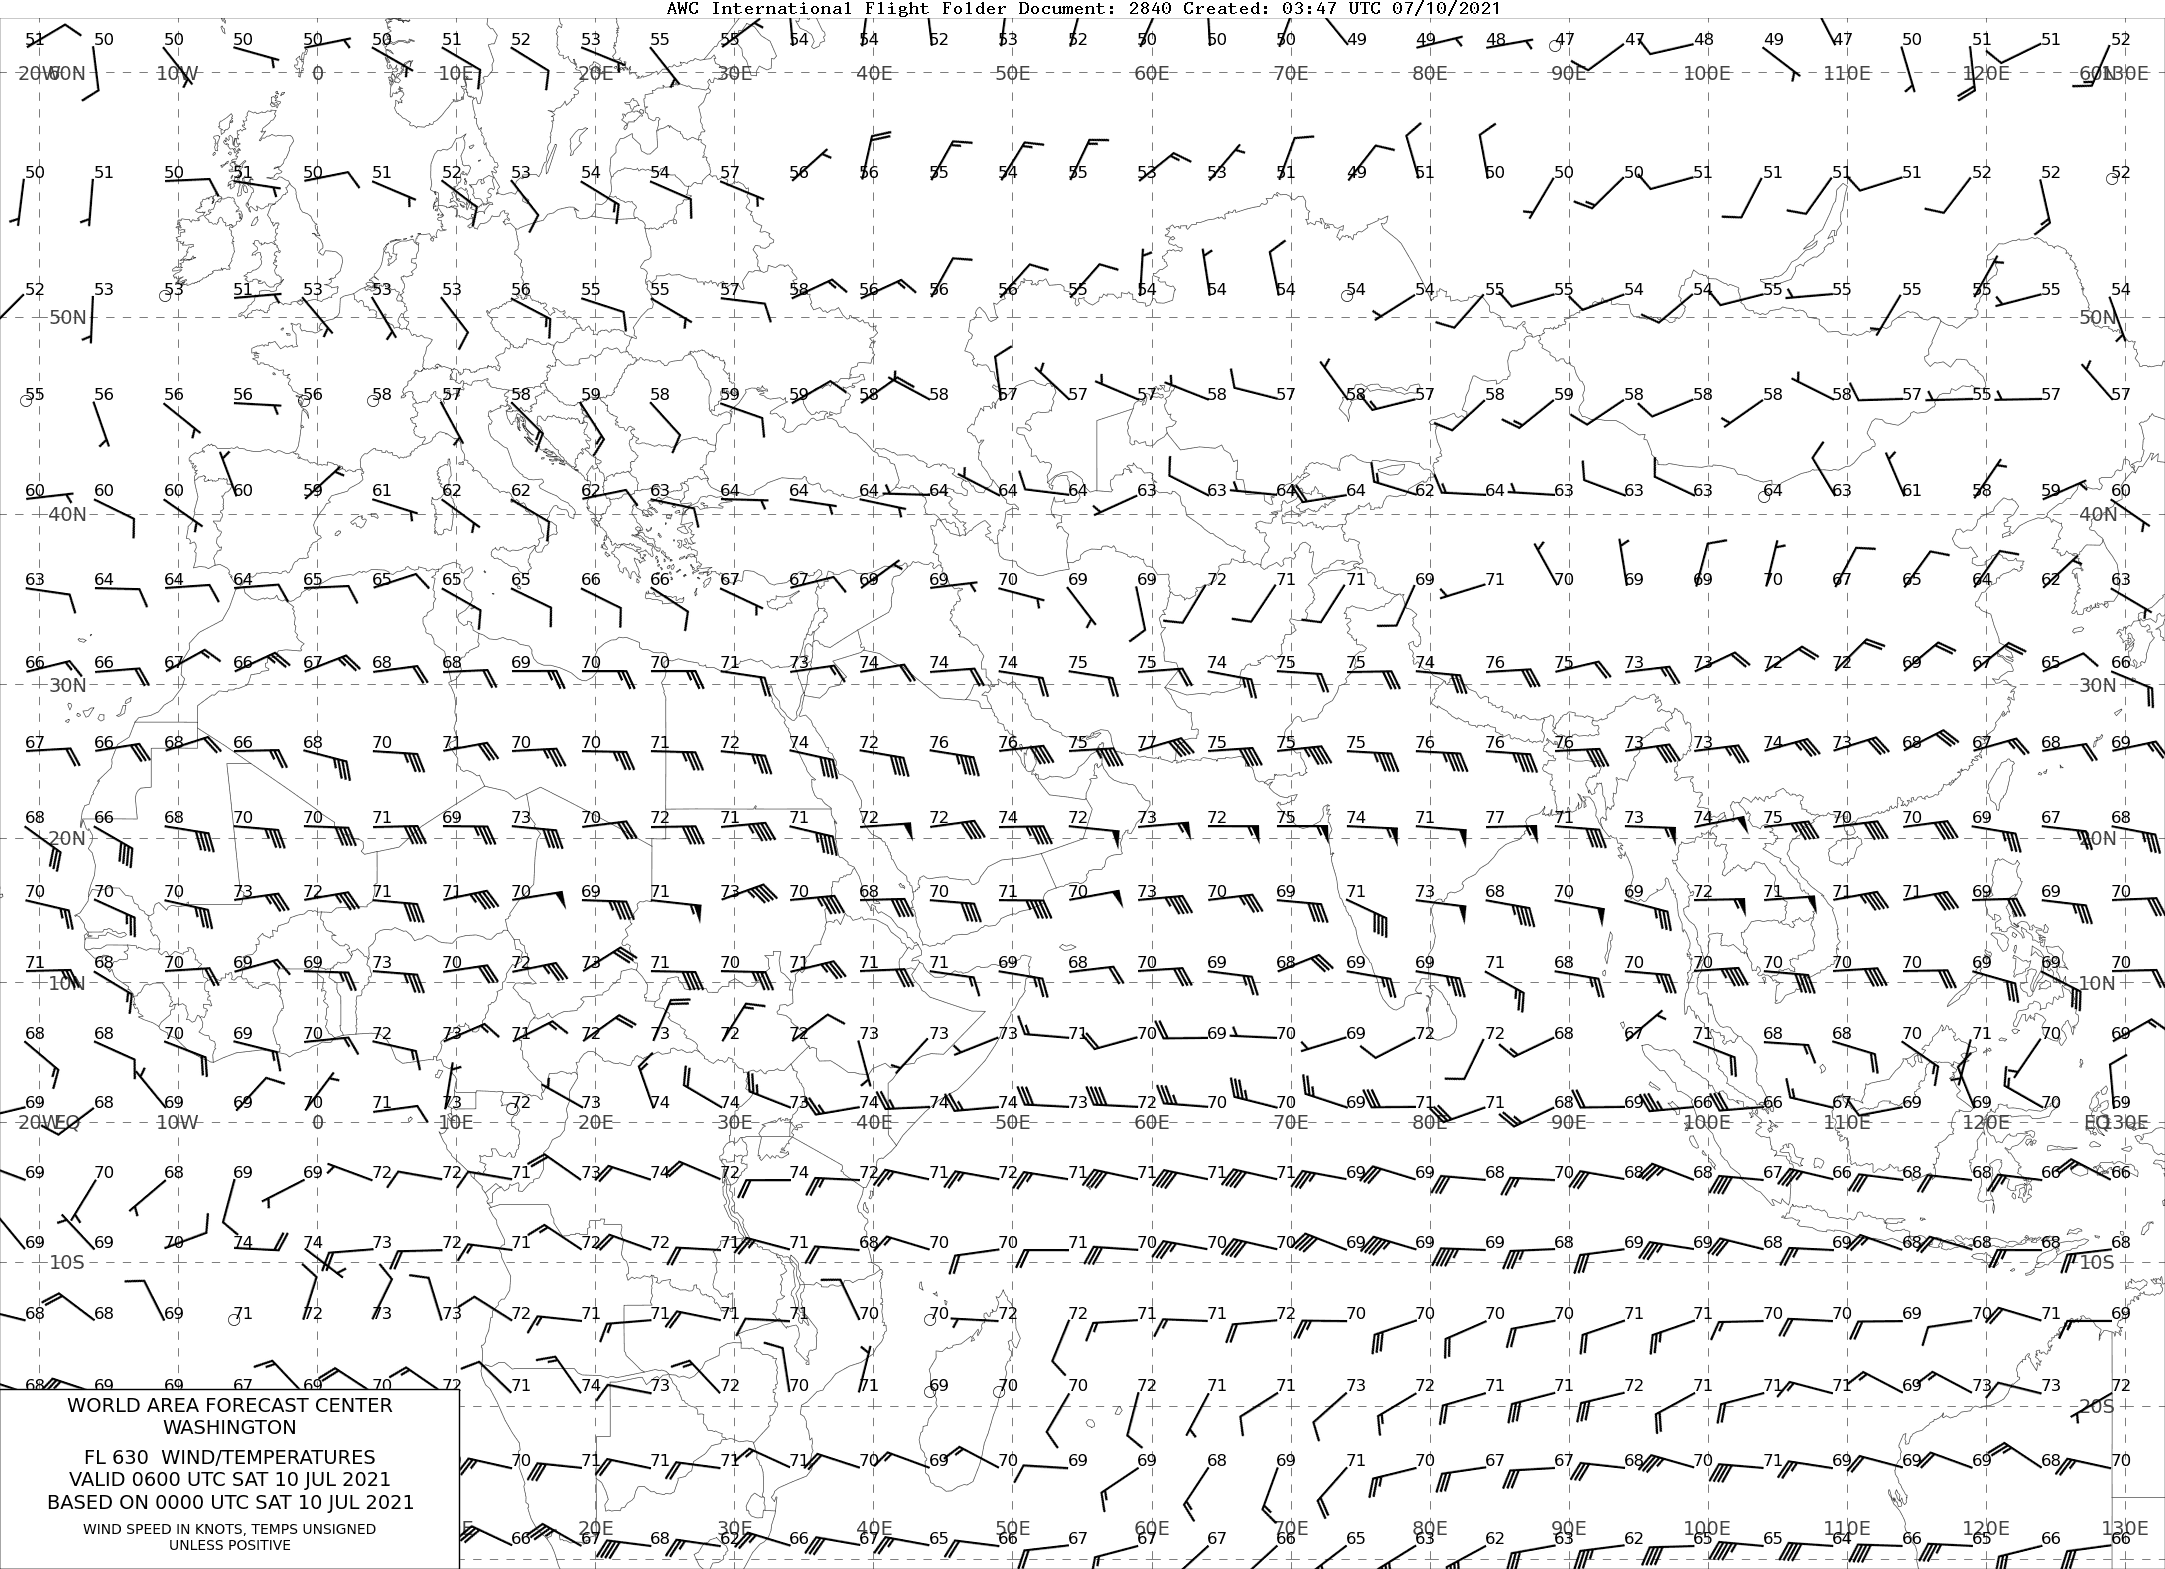 AWC International Flight Folder Document: 2840 Created: 03:47 UTC 07/10/2021
51 50 50 50 50 50 51 52 53 55 55 54 54 52 53 52 50 50 50 49 49 48 47 47 48 49 47 50 51 51 52
20W 60N 10W 0 10E 20E 30E 40E 50E 60E 70E 80E 90E 100E 110E 120E 60N 130E
50 51 50 51 50 51 52 53 54 54 57 56 56 55 54 55 53 53 51 49 51 50 50 50 51 51 51 51 52 52 52
52 53 53 51 53 53 53 56 55 55 57 58 56 56 56 55 54 54 54 54 54 55 55 54 54 55 55 55 55 55 54
50N 50N
55 56 56 56 56 58 57 58 59 58 59 59 58 58 57 57 57 58 57 58 57 58 59 58 58 58 58 57 55 57 57
60 60 60 60 59 61 62 62 62 63 64 64 64 64 64 64 63 63 64 64 62 64 63 63 63 64 63 61 58 59 60
40N 40N
63 64 64 64 65 65 65 65 66 66 67 67 69 69 70 69 69 72 71 71 69 71 70 69 69 70 67 65 64 62 63
66 66 67 66 67 68 68 69 70 70 71 73 74 74 74 75 75 74 75 75 74 76 75 73 73 72 72 69 67 65 66
30N 30N
67 66 68 66 68 70 71 70 70 71 72 74 72 76 76 75 77 75 75 75 76 76 76 73 73 74 73 68 67 68 69
68 66 68 70 70 71 69 73 70 72 71 71 72 72 74 72 73 72 75 74 71 77 71 73 74 75 70 70 69 67 68
20N 20N
70 70 70 73 72 71 71 70 69 71 73 70 68 70 71 70 73 70 69 71 73 68 70 69 72 71 71 71 69 69 70
71 68 70 69 69 73 70 72 73 71 70 71 71 71 69 68 70 69 68 69 69 71 68 70 70 70 70 70 69 69 70
10N 10N
68 68 70 69 70 72 73 71 72 73 72 72 73 73 73 71 70 69 70 69 72 72 68 67 71 68 68 70 71 70 69
69 68 69 69 70 71 73 72 73 74 74 73 74 74 74 73 72 70 70 69 71 71 68 69 66 66 67 69 69 70 69
20W EQ 10W 0 10E 20E 30E 40E 50E 60E 70E 80E 90E 100E 110E 120E EQ 130E
69 70 68 69 69 72 72 71 73 74 72 74 72 71 72 71 71 71 71 69 69 68 70 68 68 67 66 68 68 66 66
69 69 70 74 74 73 72 71 72 72 71 71 68 70 70 71 70 70 70 69 69 69 68 69 69 68 69 68 68 68 68
10S 10S
68 68 69 71 72 73 73 72 71 71 71 71 70 70 72 72 71 71 72 70 70 70 70 71 71 70 70 69 70 71 69
68 69 69 67 69 70 72 71 74 73 72 70 71 69 70 70 72 71 71 73 72 71 71 72 71 71 71 69 73 73 72
20S
WORLD AREA FORECAST CENTER
WASHINGTON
FL 630 WIND/TEMPERATURES
VALID 0600 UTC SAT 10 JUL 2021
BASED ON 0000 UTC SAT 10 JUL 2021
WIND SPEED IN KNOTS, TEMPS UNSIGNED
UNLESS POSITIVE
70 71 71 71 71 70 69 70 69 69 68 69 71 70 67 67 68 70 71 69 69 69 68 70
E 20E 30E 40E 50E 60E 70E 80E 90E 100E 110E 120E 130E
66 67 68 62 66 67 65 67 67 67 66 65 63 62 63 62 65 65 64 66 65 66 66